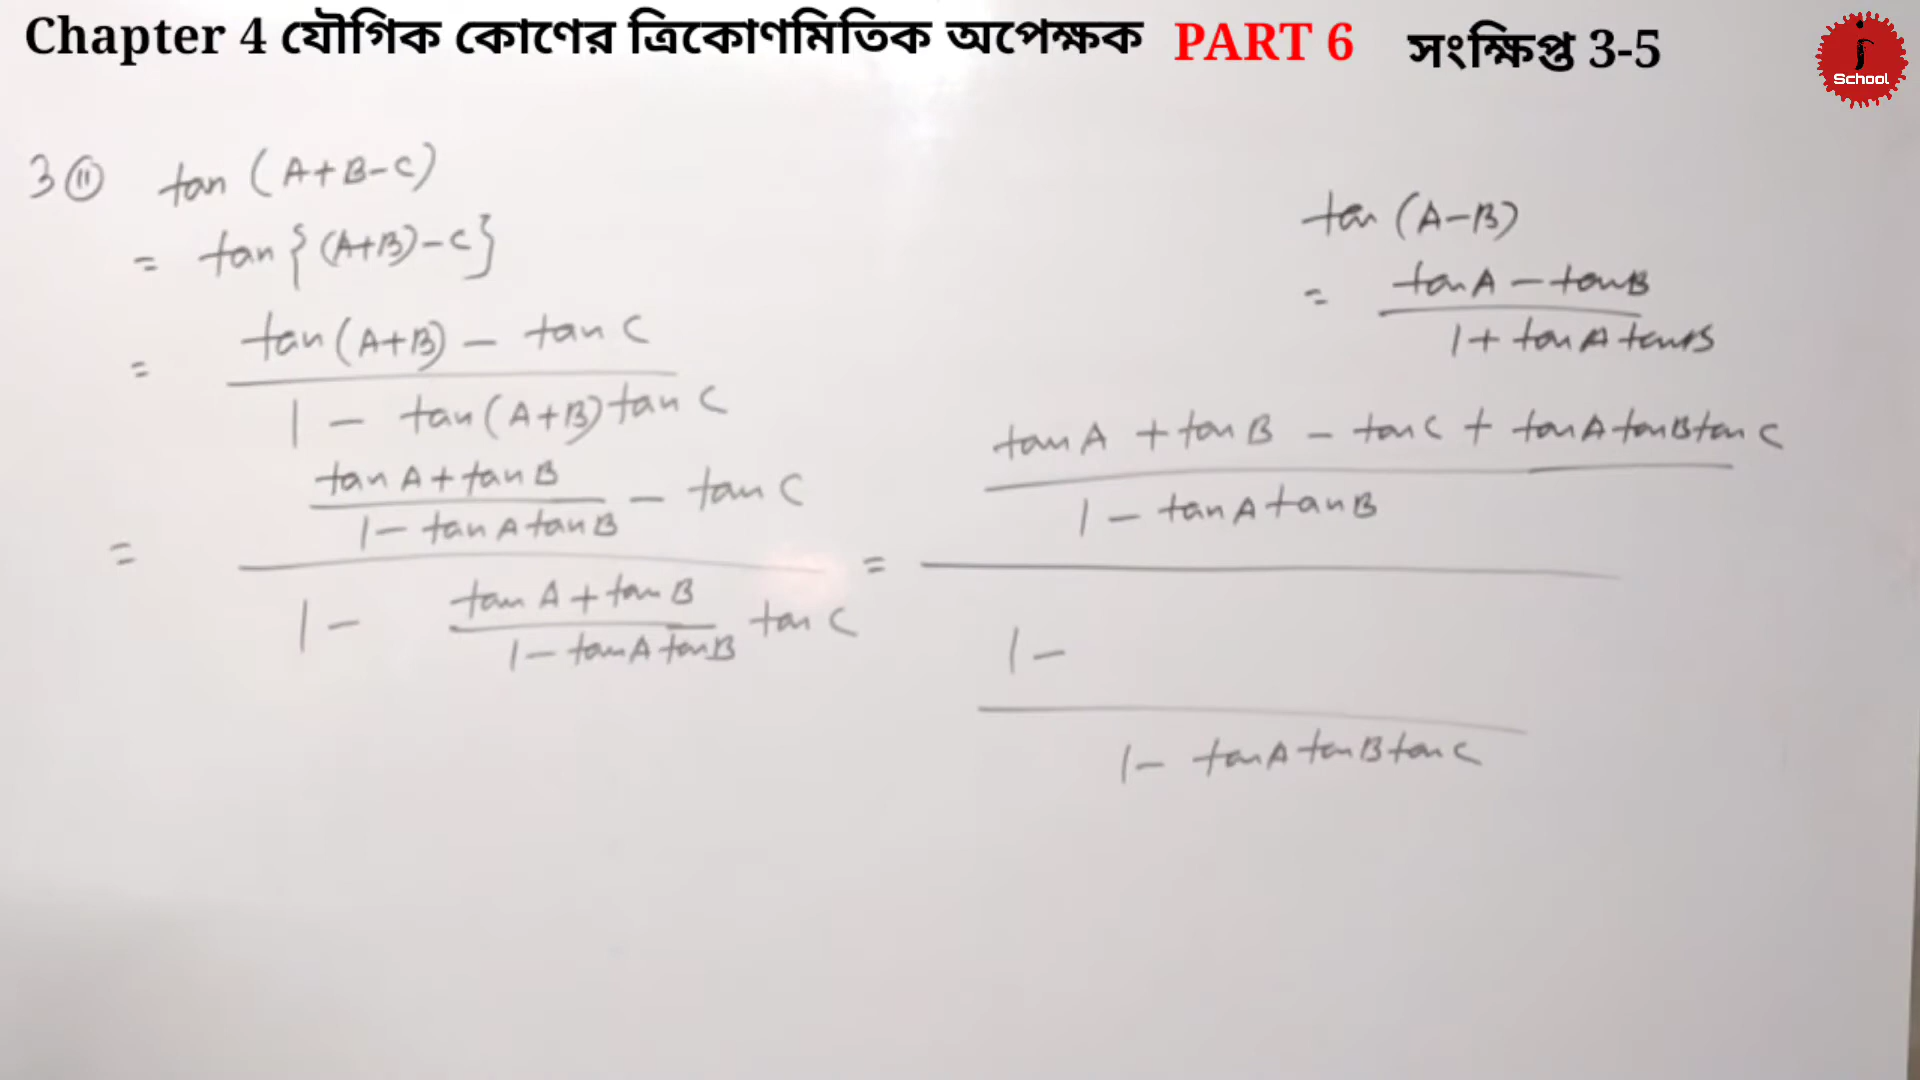 Chapter 4 যৌগিক কোণের ত্রিকোণমিতিক অপেক্ষক PART 6 সংক্ষিপ্ত 3-5
j School
3 (ii) tan (A+B-C)
= tan {(A+B)-C}
= tan(A+B) - tan C
1 - tan(A+B) tan C
= tan A + tan B - tan C
1 - tan A tan B
1 - tan A + tan B tan C
1 - tan A tan B
tan (A-B)
= tan A - tan B
1 + tan A tan B
= tan A + tan B - tan C + tan A tan B tan C
1 - tan A tan B
1 -
1 - tan A tan B tan C